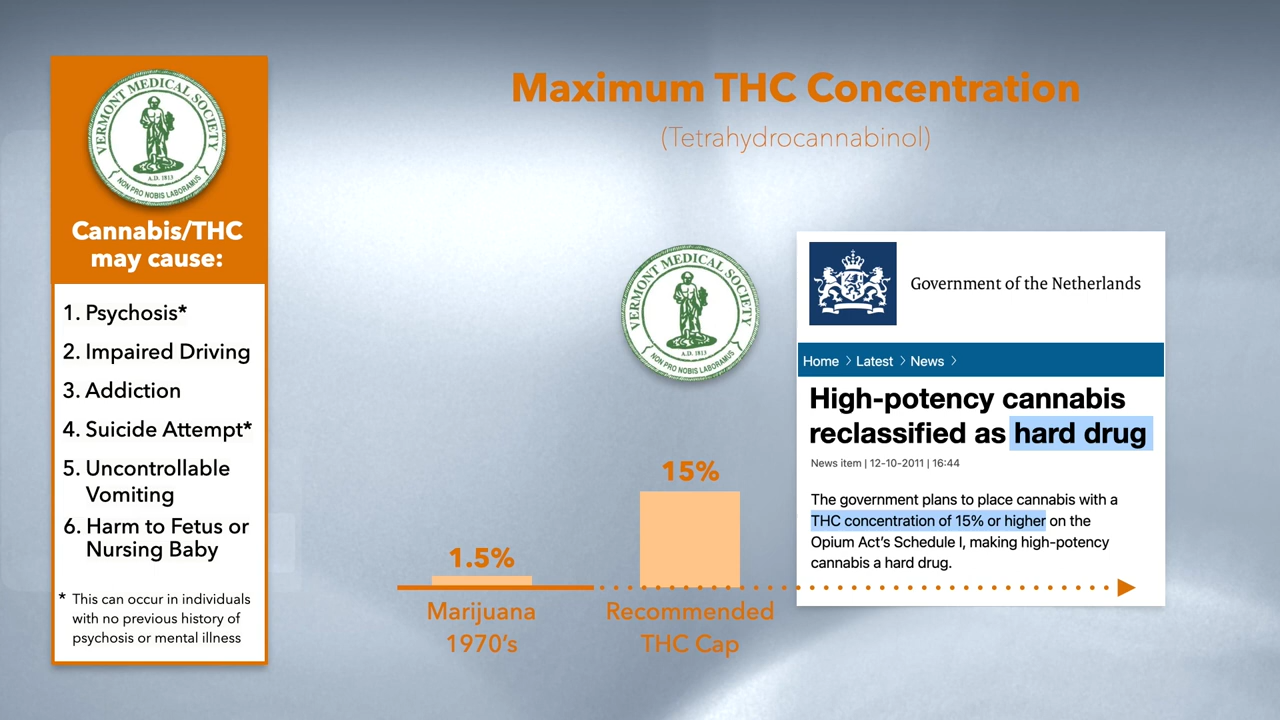 VERMONT MEDICAL SOCIETY
A.D. 1813
NON PRO NOBIS LABORAMUS
Cannabis/THC
may cause:
1. Psychosis*
2. Impaired Driving
3. Addiction
4. Suicide Attempt*
5. Uncontrollable
Vomiting
6. Harm to Fetus or
Nursing Baby
* This can occur in individuals
with no previous history of
psychosis or mental illness
Maximum THC Concentration
(Tetrahydrocannabinol)
VERMONT MEDICAL SOCIETY
A.D. 1813
NON PRO NOBIS LABORAMUS
1.5%
Marijuana
1970's
15%
Recommended
THC Cap
Government of the Netherlands
Home > Latest > News >
High-potency cannabis
reclassified as hard drug
News item | 12-10-2011 | 16:44
The government plans to place cannabis with a
THC concentration of 15% or higher on the
Opium Act's Schedule I, making high-potency
cannabis a hard drug.